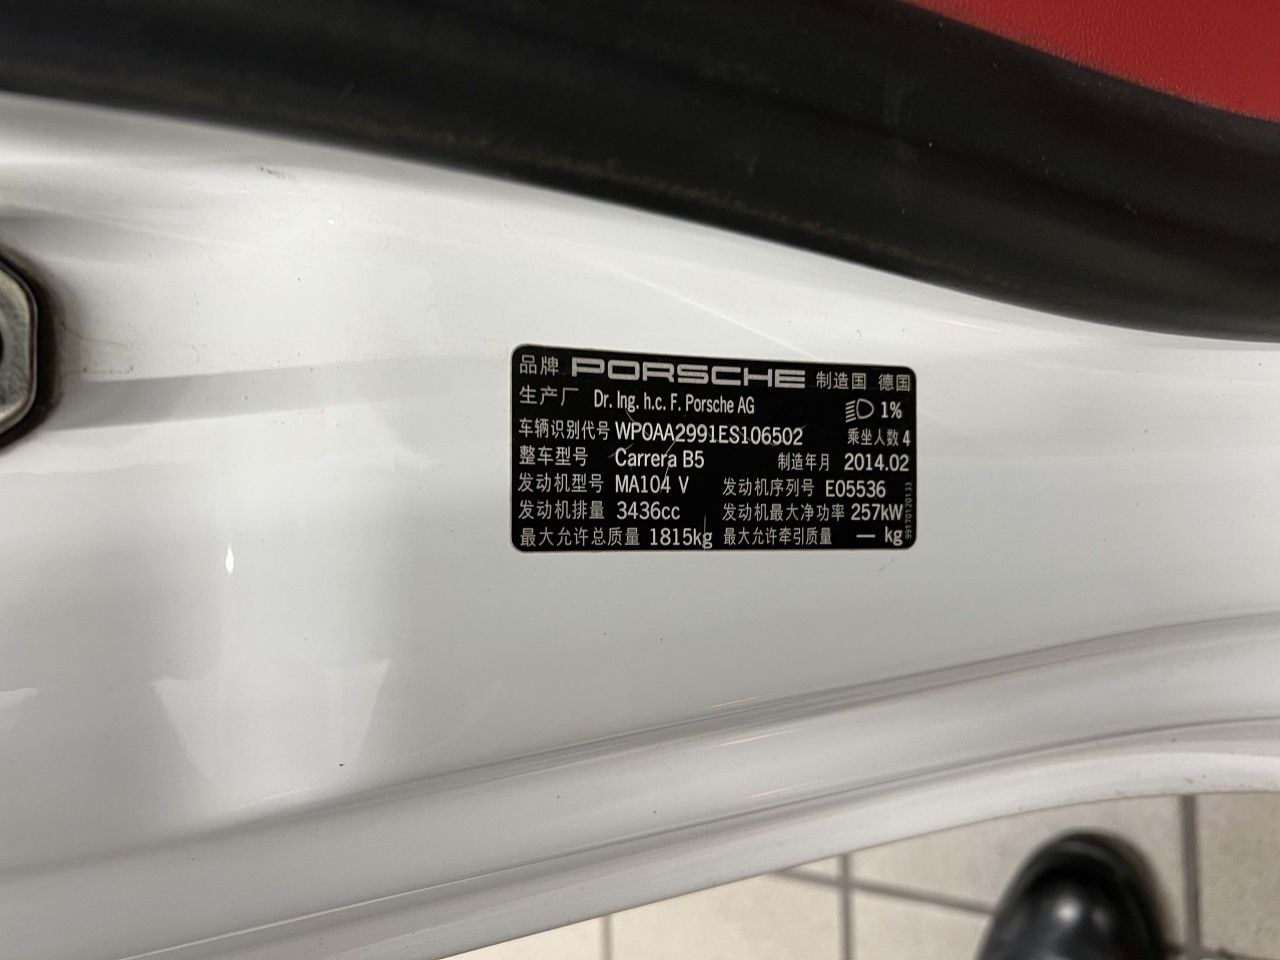 品牌 PORSCHE 制造国 德国
生产厂 Dr. Ing. h.c. F. Porsche AG
1%
车辆识别代号 WP0AA2991ES106502 乘坐人数 4
整车型号 Carrera B5 制造年月 2014.02
发动机型号 MA104 V 发动机序列号 E05536
发动机排量 3436cc 发动机最大净功率 257kW
最大允许总质量 1815kg 最大允许牵引质量 — kg
99170120133